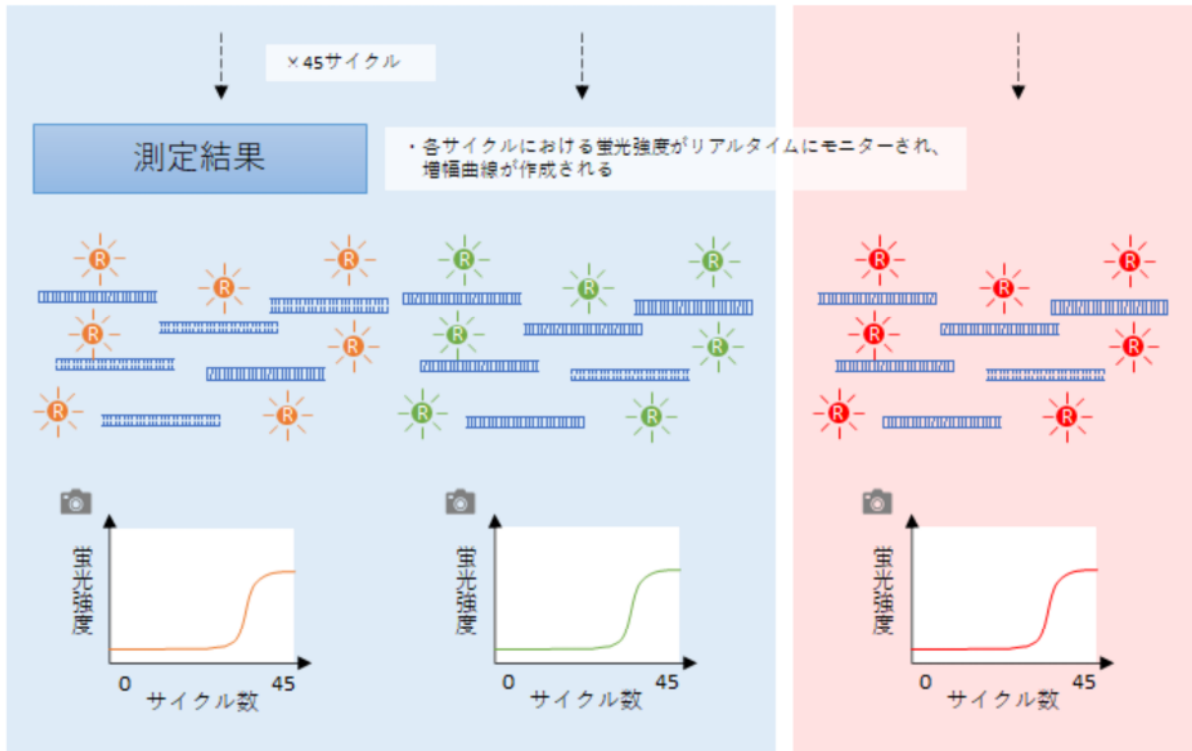 ×45サイクル
測定結果
・各サイクルにおける蛍光強度がリアルタイムにモニターされ、
増幅曲線が作成される
R R R R R R
R R R R R R
R R R R R R
R R R
蛍光強度
0 45
サイクル数
蛍光強度
0 45
サイクル数
蛍光強度
0 45
サイクル数